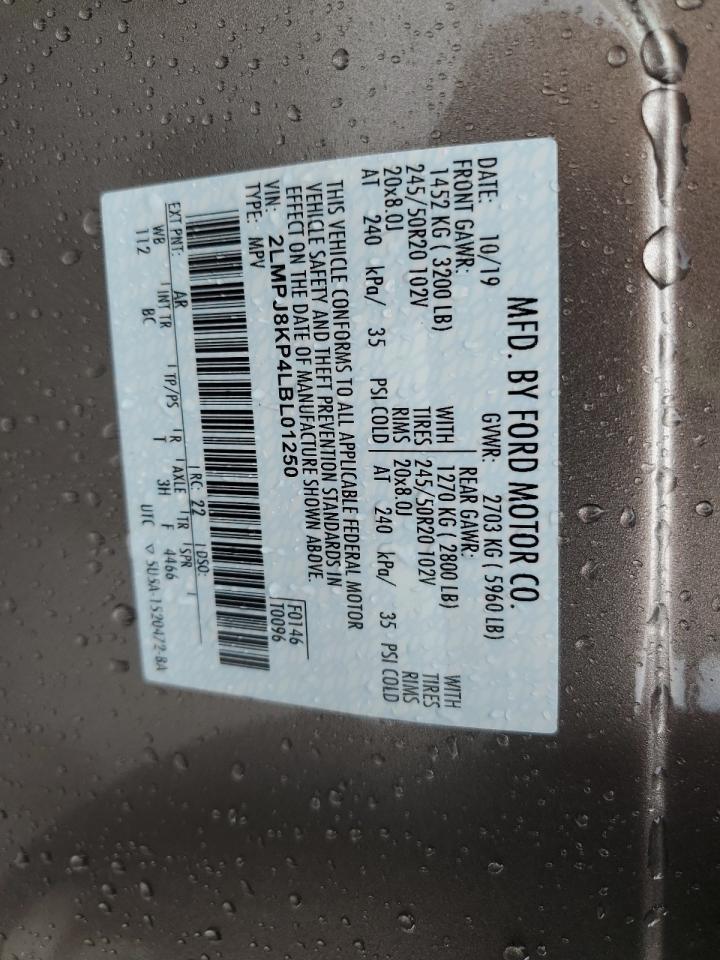 MFD. BY FORD MOTOR CO.
DATE: 10/19 GVWR: 2703 KG ( 5960 LB)
FRONT GAWR: REAR GAWR:
1452 KG ( 3200 LB) WITH 1270 KG ( 2800 LB) WITH
245/50R20 102V TIRES 245/50R20 102V TIRES
20x8.0J RIMS 20x8.0J RIMS
AT 240 kPa/ 35 PSI COLD AT 240 kPa/ 35 PSI COLD
THIS VEHICLE CONFORMS TO ALL APPLICABLE FEDERAL MOTOR
VEHICLE SAFETY AND THEFT PREVENTION STANDARDS IN
EFFECT ON THE DATE OF MANUFACTURE SHOWN ABOVE.
VIN: 2LMPJ8KP4LBL01250 F0146
TYPE: MPV T0096
EXT PNT: AR RC: 22 DSO:
WB INT TR TP/PS R AXLE TR SPR
112 BC T 3H F 4466
UTC ▽ 5U5A-1520472-BA